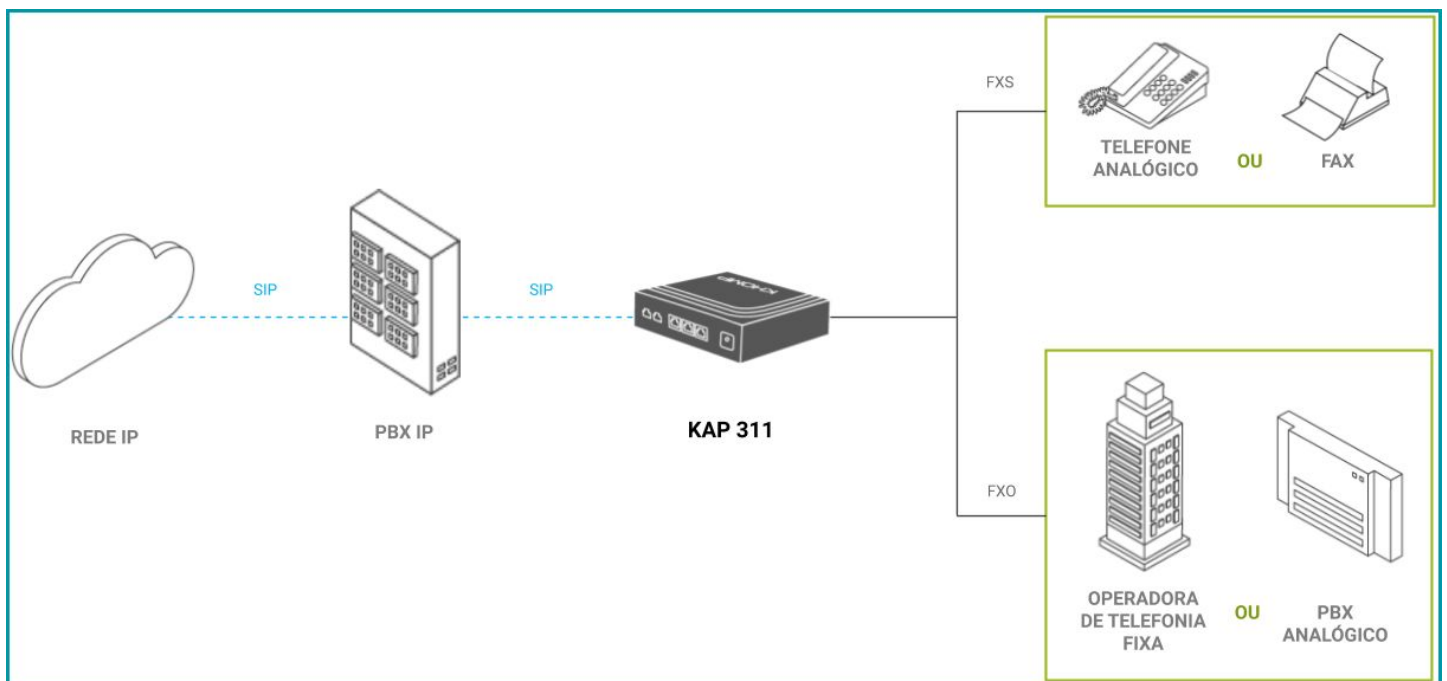 FXS
TELEFONE
ANALÓGICO
OU
FAX
SIP
SIP
KHOMP
REDE IP
PBX IP
KAP 311
FXO
OPERADORA
DE TELEFONIA
FIXA
OU
PBX
ANALÓGICO